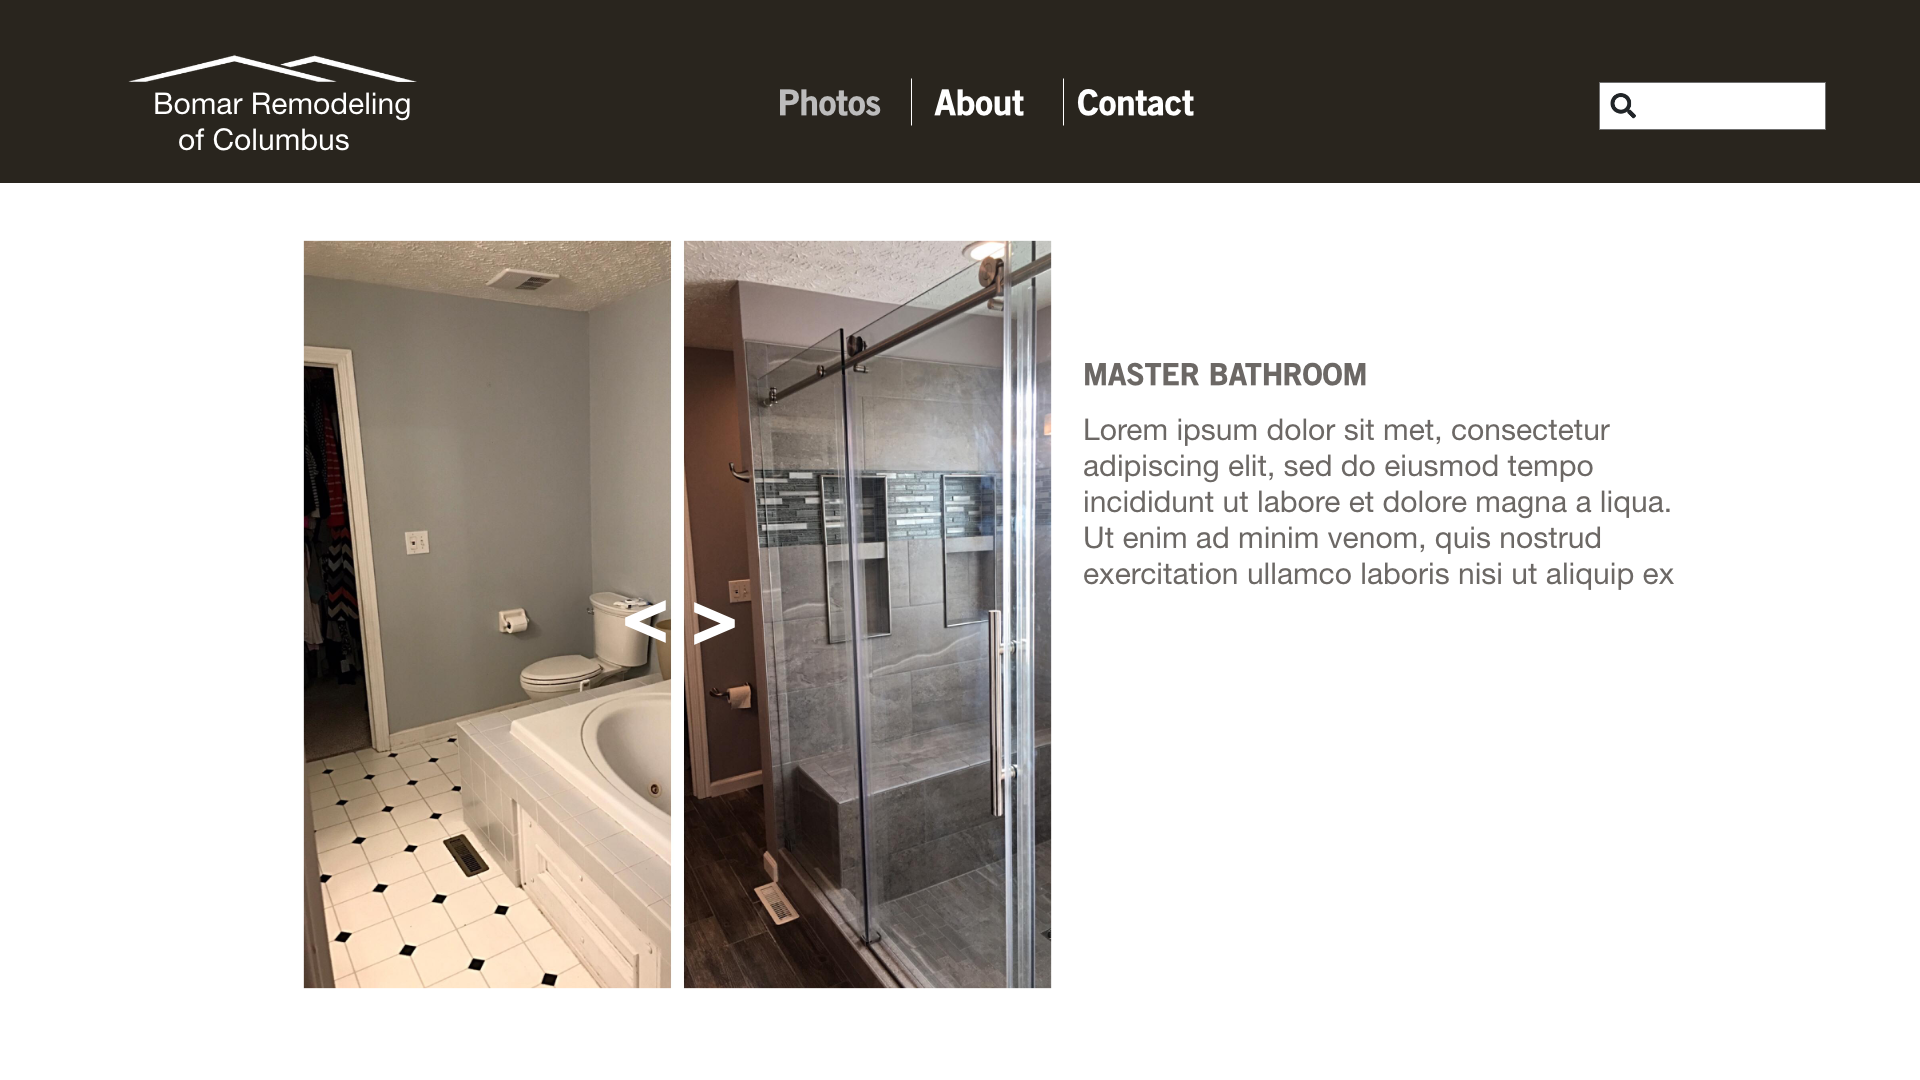 Bomar Remodeling
of Columbus
Photos
About
Contact
< >
MASTER BATHROOM
Lorem ipsum dolor sit met, consectetur
adipiscing elit, sed do eiusmod tempo
incididunt ut labore et dolore magna a liqua.
Ut enim ad minim venom, quis nostrud
exercitation ullamco laboris nisi ut aliquip ex